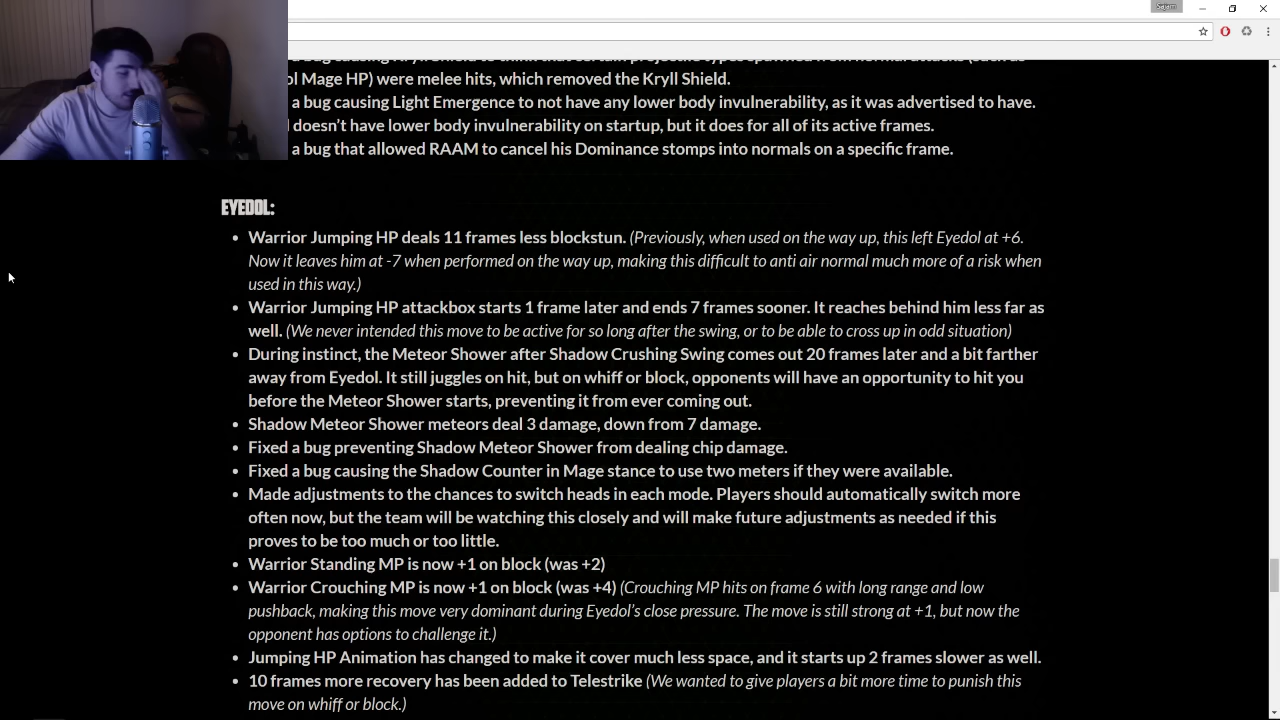 Sajam
ol Mage HP) were melee hits, which removed the Kryll Shield.
a bug causing Light Emergence to not have any lower body invulnerability, as it was advertised to have.
doesn't have lower body invulnerability on startup, but it does for all of its active frames.
a bug that allowed RAAM to cancel his Dominance stomps into normals on a specific frame.
EYEDOL:
• Warrior Jumping HP deals 11 frames less blockstun. (Previously, when used on the way up, this left Eyedol at +6.
Now it leaves him at -7 when performed on the way up, making this difficult to anti air normal much more of a risk when
used in this way.)
• Warrior Jumping HP attackbox starts 1 frame later and ends 7 frames sooner. It reaches behind him less far as
well. (We never intended this move to be active for so long after the swing, or to be able to cross up in odd situation)
• During instinct, the Meteor Shower after Shadow Crushing Swing comes out 20 frames later and a bit farther
away from Eyedol. It still juggles on hit, but on whiff or block, opponents will have an opportunity to hit you
before the Meteor Shower starts, preventing it from ever coming out.
• Shadow Meteor Shower meteors deal 3 damage, down from 7 damage.
• Fixed a bug preventing Shadow Meteor Shower from dealing chip damage.
• Fixed a bug causing the Shadow Counter in Mage stance to use two meters if they were available.
• Made adjustments to the chances to switch heads in each mode. Players should automatically switch more
often now, but the team will be watching this closely and will make future adjustments as needed if this
proves to be too much or too little.
• Warrior Standing MP is now +1 on block (was +2)
• Warrior Crouching MP is now +1 on block (was +4) (Crouching MP hits on frame 6 with long range and low
pushback, making this move very dominant during Eyedol's close pressure. The move is still strong at +1, but now the
opponent has options to challenge it.)
• Jumping HP Animation has changed to make it cover much less space, and it starts up 2 frames slower as well.
• 10 frames more recovery has been added to Telestrike (We wanted to give players a bit more time to punish this
move on whiff or block.)